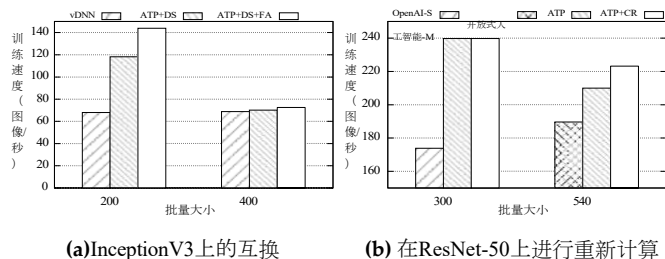 vDNN ATP+DS ATP+DS+FA
训练速度(图像/秒)
140
120
100
80
60
40
20
0
200 400
批量大小
(a)InceptionV3上的互换
OpenAI-S ATP ATP+CR
开放式人
工智能-M
训练速度(图像/秒)
240
220
200
180
160
300 540
批量大小
(b) 在ResNet-50上进行重新计算